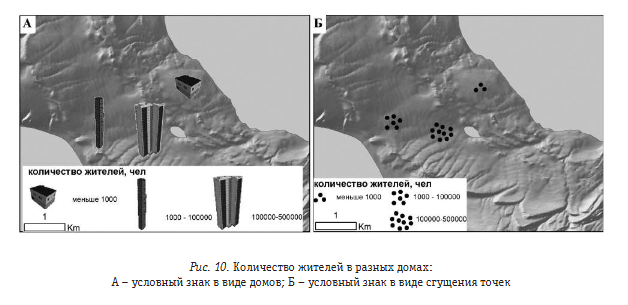 А
количество жителей, чел
меньше 1000
1000 - 100000
100000-500000
1
Km
Б
количество жителей, чел
меньше 1000
1000 - 100000
100000-500000
1
Km
Рис. 10. Количество жителей в разных домах:
А – условный знак в виде домов; Б – условный знак в виде сгущения точек